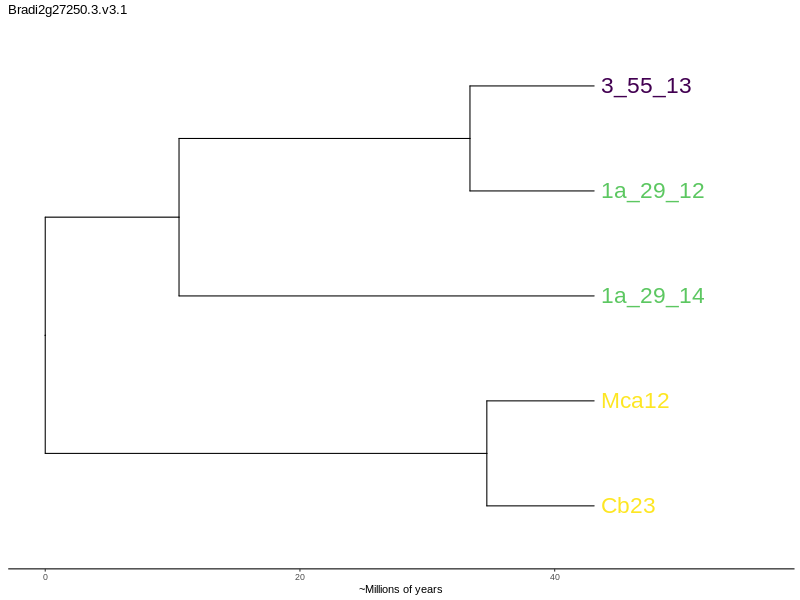 Bradi2g27250.3.v3.1
3_55_13
1a_29_12
1a_29_14
Mca12
Cb23
0 20 40
~Millions of years